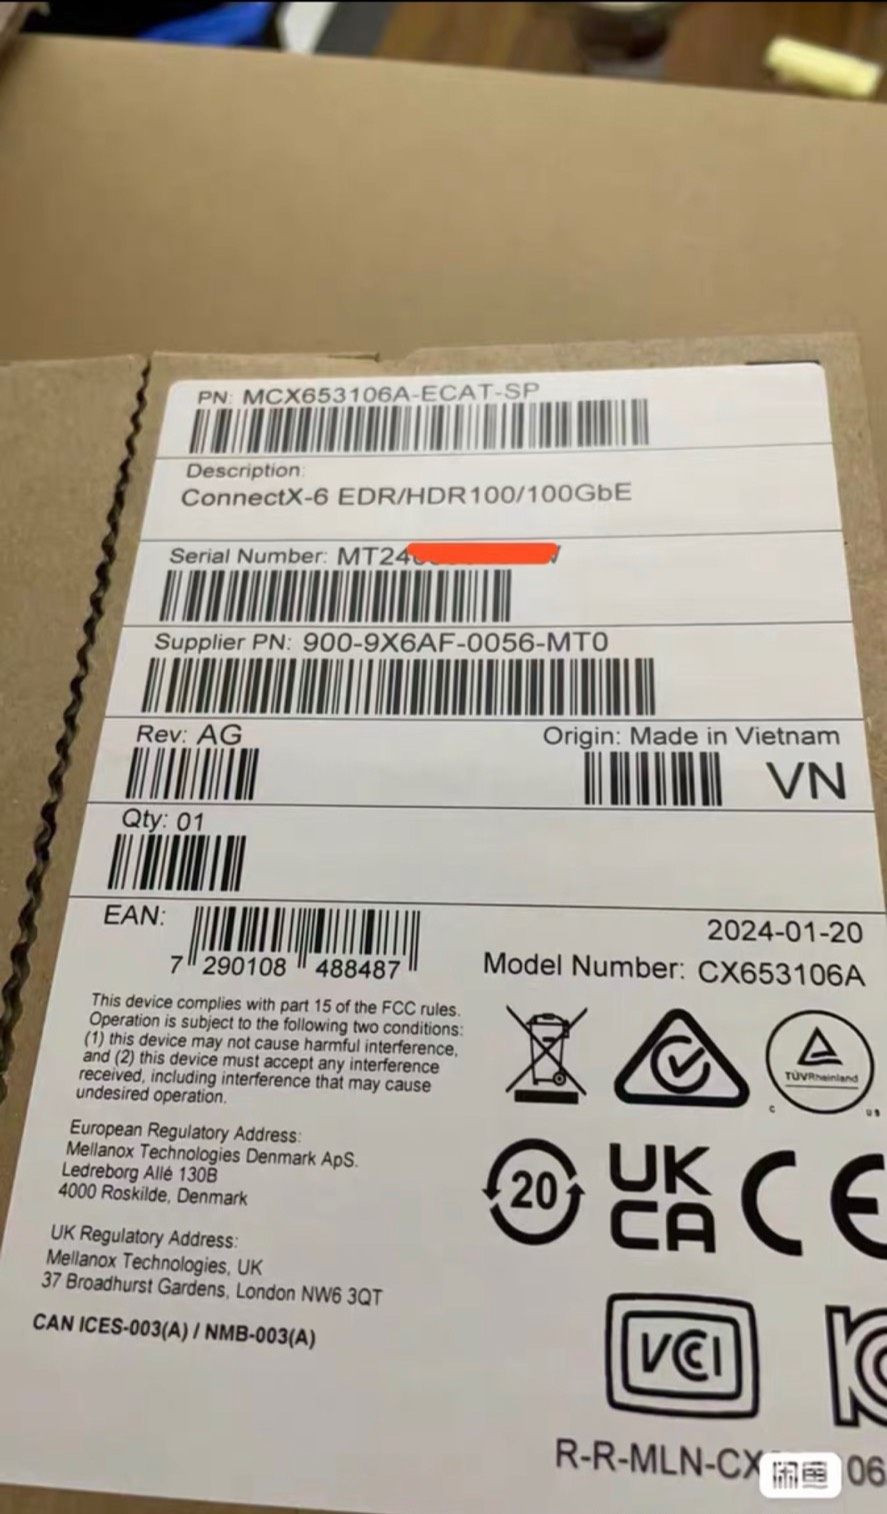 PN: MCX653106A-ECAT-SP
Description:
ConnectX-6 EDR/HDR100/100GbE
Serial Number: MT24
Supplier PN: 900-9X6AF-0056-MT0
Rev: AG
Origin: Made in Vietnam
VN
Qty: 01
EAN:
7 290108 488487
2024-01-20
Model Number: CX653106A
This device complies with part 15 of the FCC rules.
Operation is subject to the following two conditions:
(1) this device may not cause harmful interference,
and (2) this device must accept any interference
received, including interference that may cause
undesired operation.
TÜVRheinland
C US
European Regulatory Address:
Mellanox Technologies Denmark ApS.
Ledreborg Allé 130B
4000 Roskilde, Denmark
20
UK
CA
CE
UK Regulatory Address:
Mellanox Technologies, UK
37 Broadhurst Gardens, London NW6 3QT
CAN ICES-003(A) / NMB-003(A)
VCI
R-R-MLN-CX 06
闲鱼